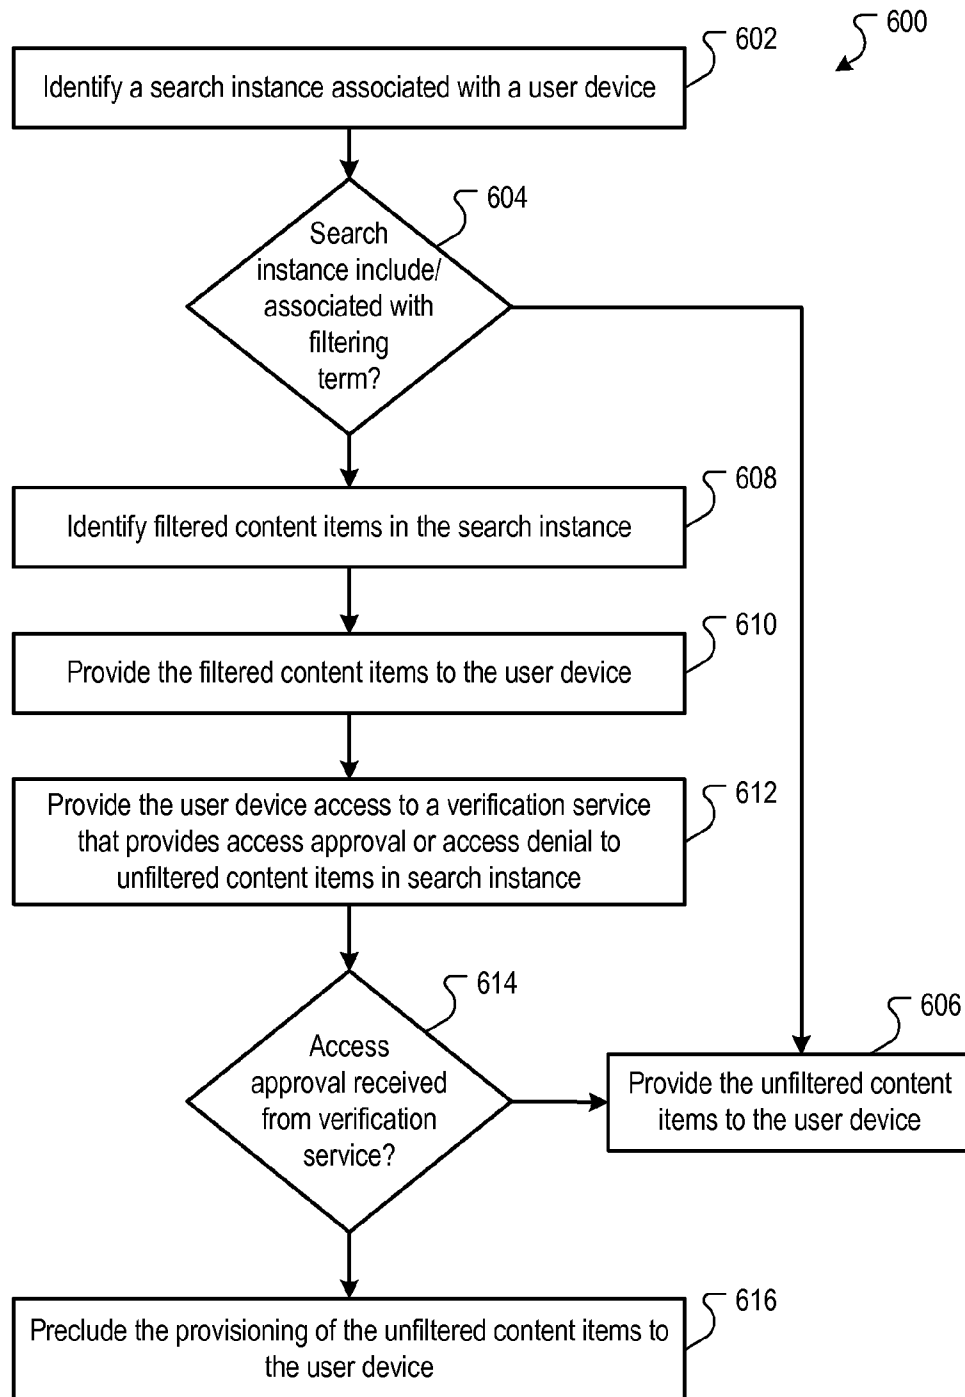 600
602
Identify a search instance associated with a user device
604
Search
instance include/
associated with
filtering
term?
608
Identify filtered content items in the search instance
610
Provide the filtered content items to the user device
612
Provide the user device access to a verification service
that provides access approval or access denial to
unfiltered content items in search instance
614
Access
approval received
from verification
service?
606
Provide the unfiltered content
items to the user device
616
Preclude the provisioning of the unfiltered content items to
the user device